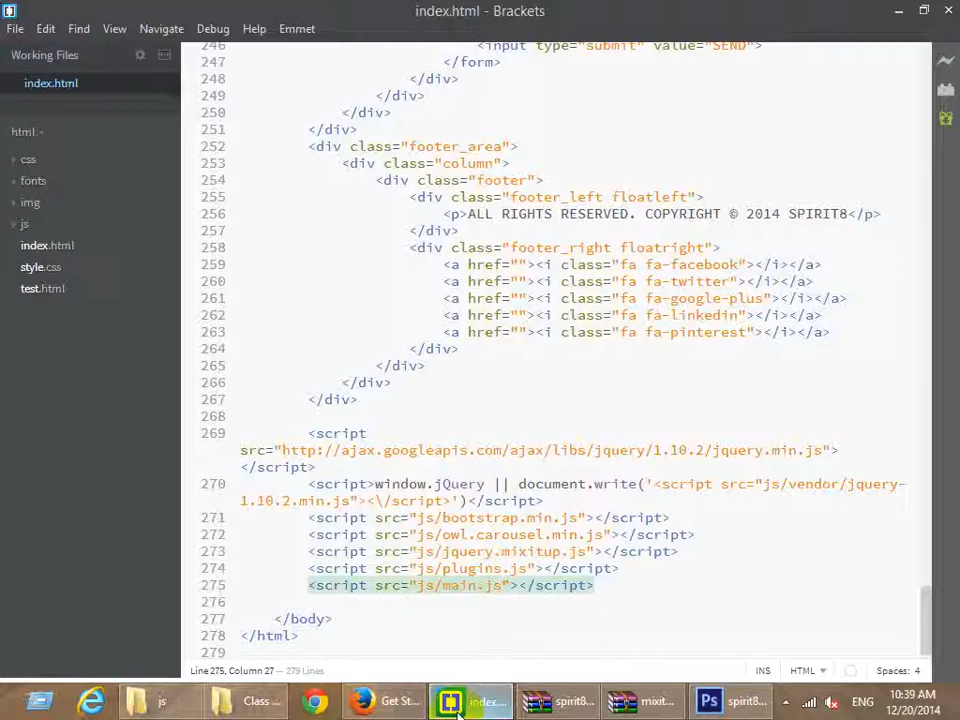 index.html - Brackets
File Edit Find View Navigate Debug Help Emmet
Working Files
index.html
html
css
fonts
img
js
index.html
style.css
test.html
246 <input type="submit" value="SEND">
247 </form>
248 </div>
249 </div>
250 </div>
251 </div>
252 <div class="footer_area">
253 <div class="column">
254 <div class="footer">
255 <div class="footer_left floatleft">
256 <p>ALL RIGHTS RESERVED. COPYRIGHT © 2014 SPIRIT8</p>
257 </div>
258 <div class="footer_right floatright">
259 <a href=""><i class="fa fa-facebook"></i></a>
260 <a href=""><i class="fa fa-twitter"></i></a>
261 <a href=""><i class="fa fa-google-plus"></i></a>
262 <a href=""><i class="fa fa-linkedin"></i></a>
263 <a href=""><i class="fa fa-pinterest"></i></a>
264 </div>
265 </div>
266 </div>
267 </div>
268
269 <script
src="http://ajax.googleapis.com/ajax/libs/jquery/1.10.2/jquery.min.js">
</script>
270 <script>window.jQuery || document.write('<script src="js/vendor/jquery-
1.10.2.min.js"><\/script>')</script>
271 <script src="js/bootstrap.min.js"></script>
272 <script src="js/owl.carousel.min.js"></script>
273 <script src="js/jquery.mixitup.js"></script>
274 <script src="js/plugins.js"></script>
275 <script src="js/main.js"></script>
276
277 </body>
278 </html>
279
Line 275, Column 27 — 279 Lines INS HTML Spaces: 4
js Class ... Get St... index... spirit8... mixit... Ps spirit8... ENG 10:39 AM
12/20/2014